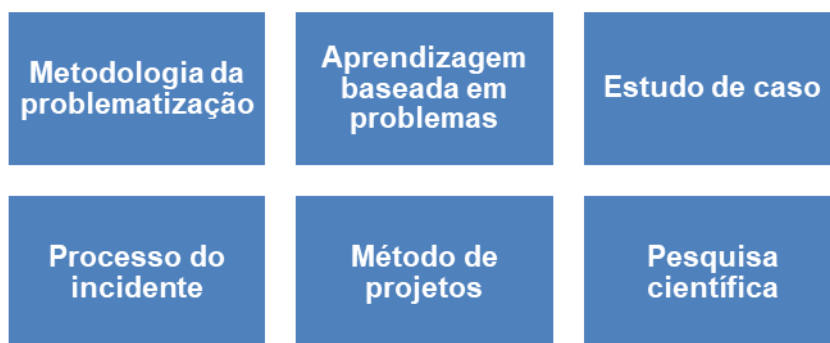 Metodologia da
problematização
Aprendizagem
baseada em
problemas
Estudo de caso
Processo do
incidente
Método de
projetos
Pesquisa
científica